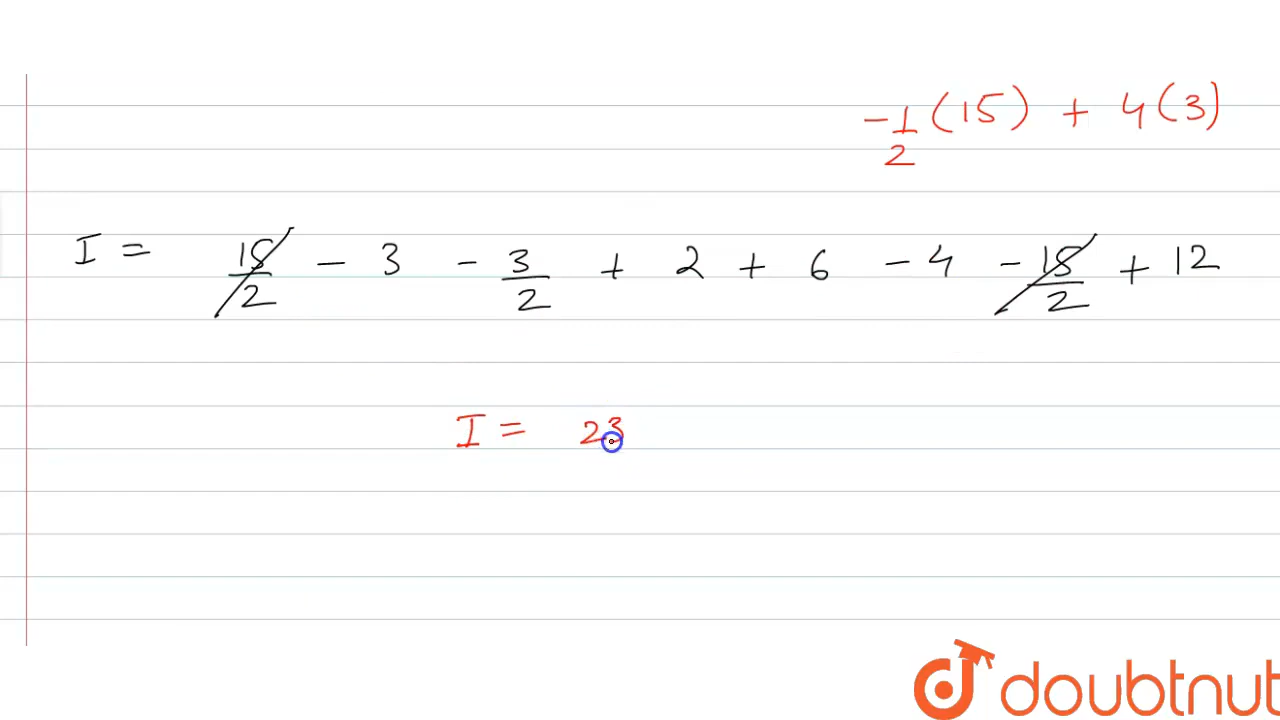 -1/2 (15) + 4(3)
I = 15/2 - 3 - 3/2 + 2 + 6 - 4 - 15/2 + 12
I = 23
doubtnut